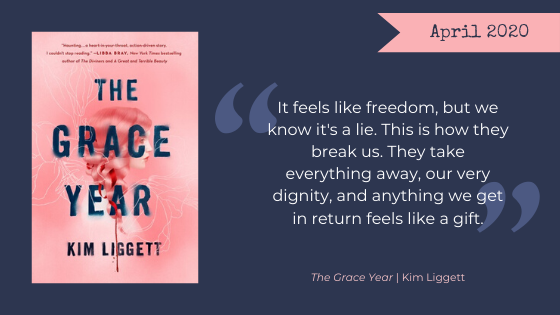 April 2020
"Haunting... a heart-in-your-throat, action-driven story.
I couldn't stop reading." —LIBBA BRAY, New York Times bestselling
author of The Diviners and A Great and Terrible Beauty
THE
GRACE
YEAR
KIM LIGGETT
“
It feels like freedom, but we
know it's a lie. This is how they
break us. They take
everything away, our very
dignity, and anything we get
in return feels like a gift.
”
The Grace Year | Kim Liggett